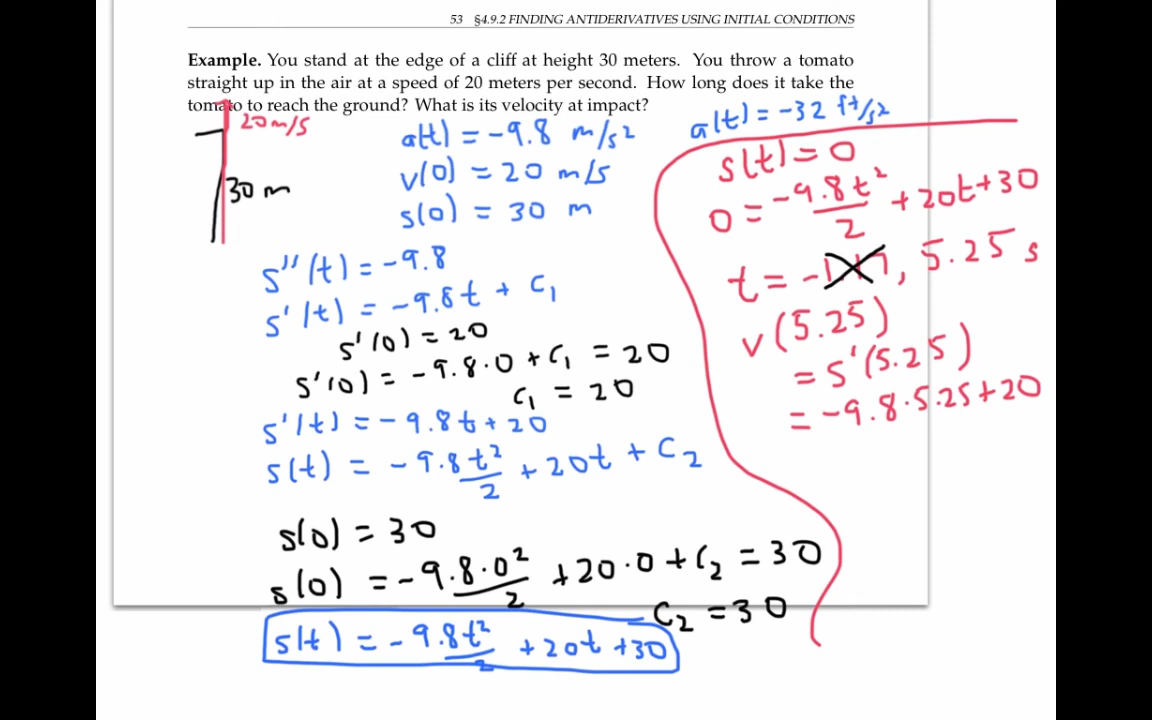 53 §4.9.2 FINDING ANTIDERIVATIVES USING INITIAL CONDITIONS
Example. You stand at the edge of a cliff at height 30 meters. You throw a tomato
straight up in the air at a speed of 20 meters per second. How long does it take the
tomato to reach the ground? What is its velocity at impact?
20 m/s
30 m
a(t) = -9.8 m/s²
v(0) = 20 m/s
s(0) = 30 m
s''(t) = -9.8
s'(t) = -9.8t + C₁
s'(0) = 20
s'(0) = -9.8·0 + C₁ = 20
C₁ = 20
s'(t) = -9.8t + 20
s(t) = -9.8t²/2 + 20t + C₂
s(0) = 30
s(0) = -9.8·0²/2 + 20·0 + C₂ = 30
C₂ = 30
s(t) = -9.8t²/2 + 20t + 30
a(t) = -32 ft/s²
s(t) = 0
0 = -9.8t²/2 + 20t + 30
t = - , 5.25 s
v(5.25)
= s'(5.25)
= -9.8·5.25 + 20